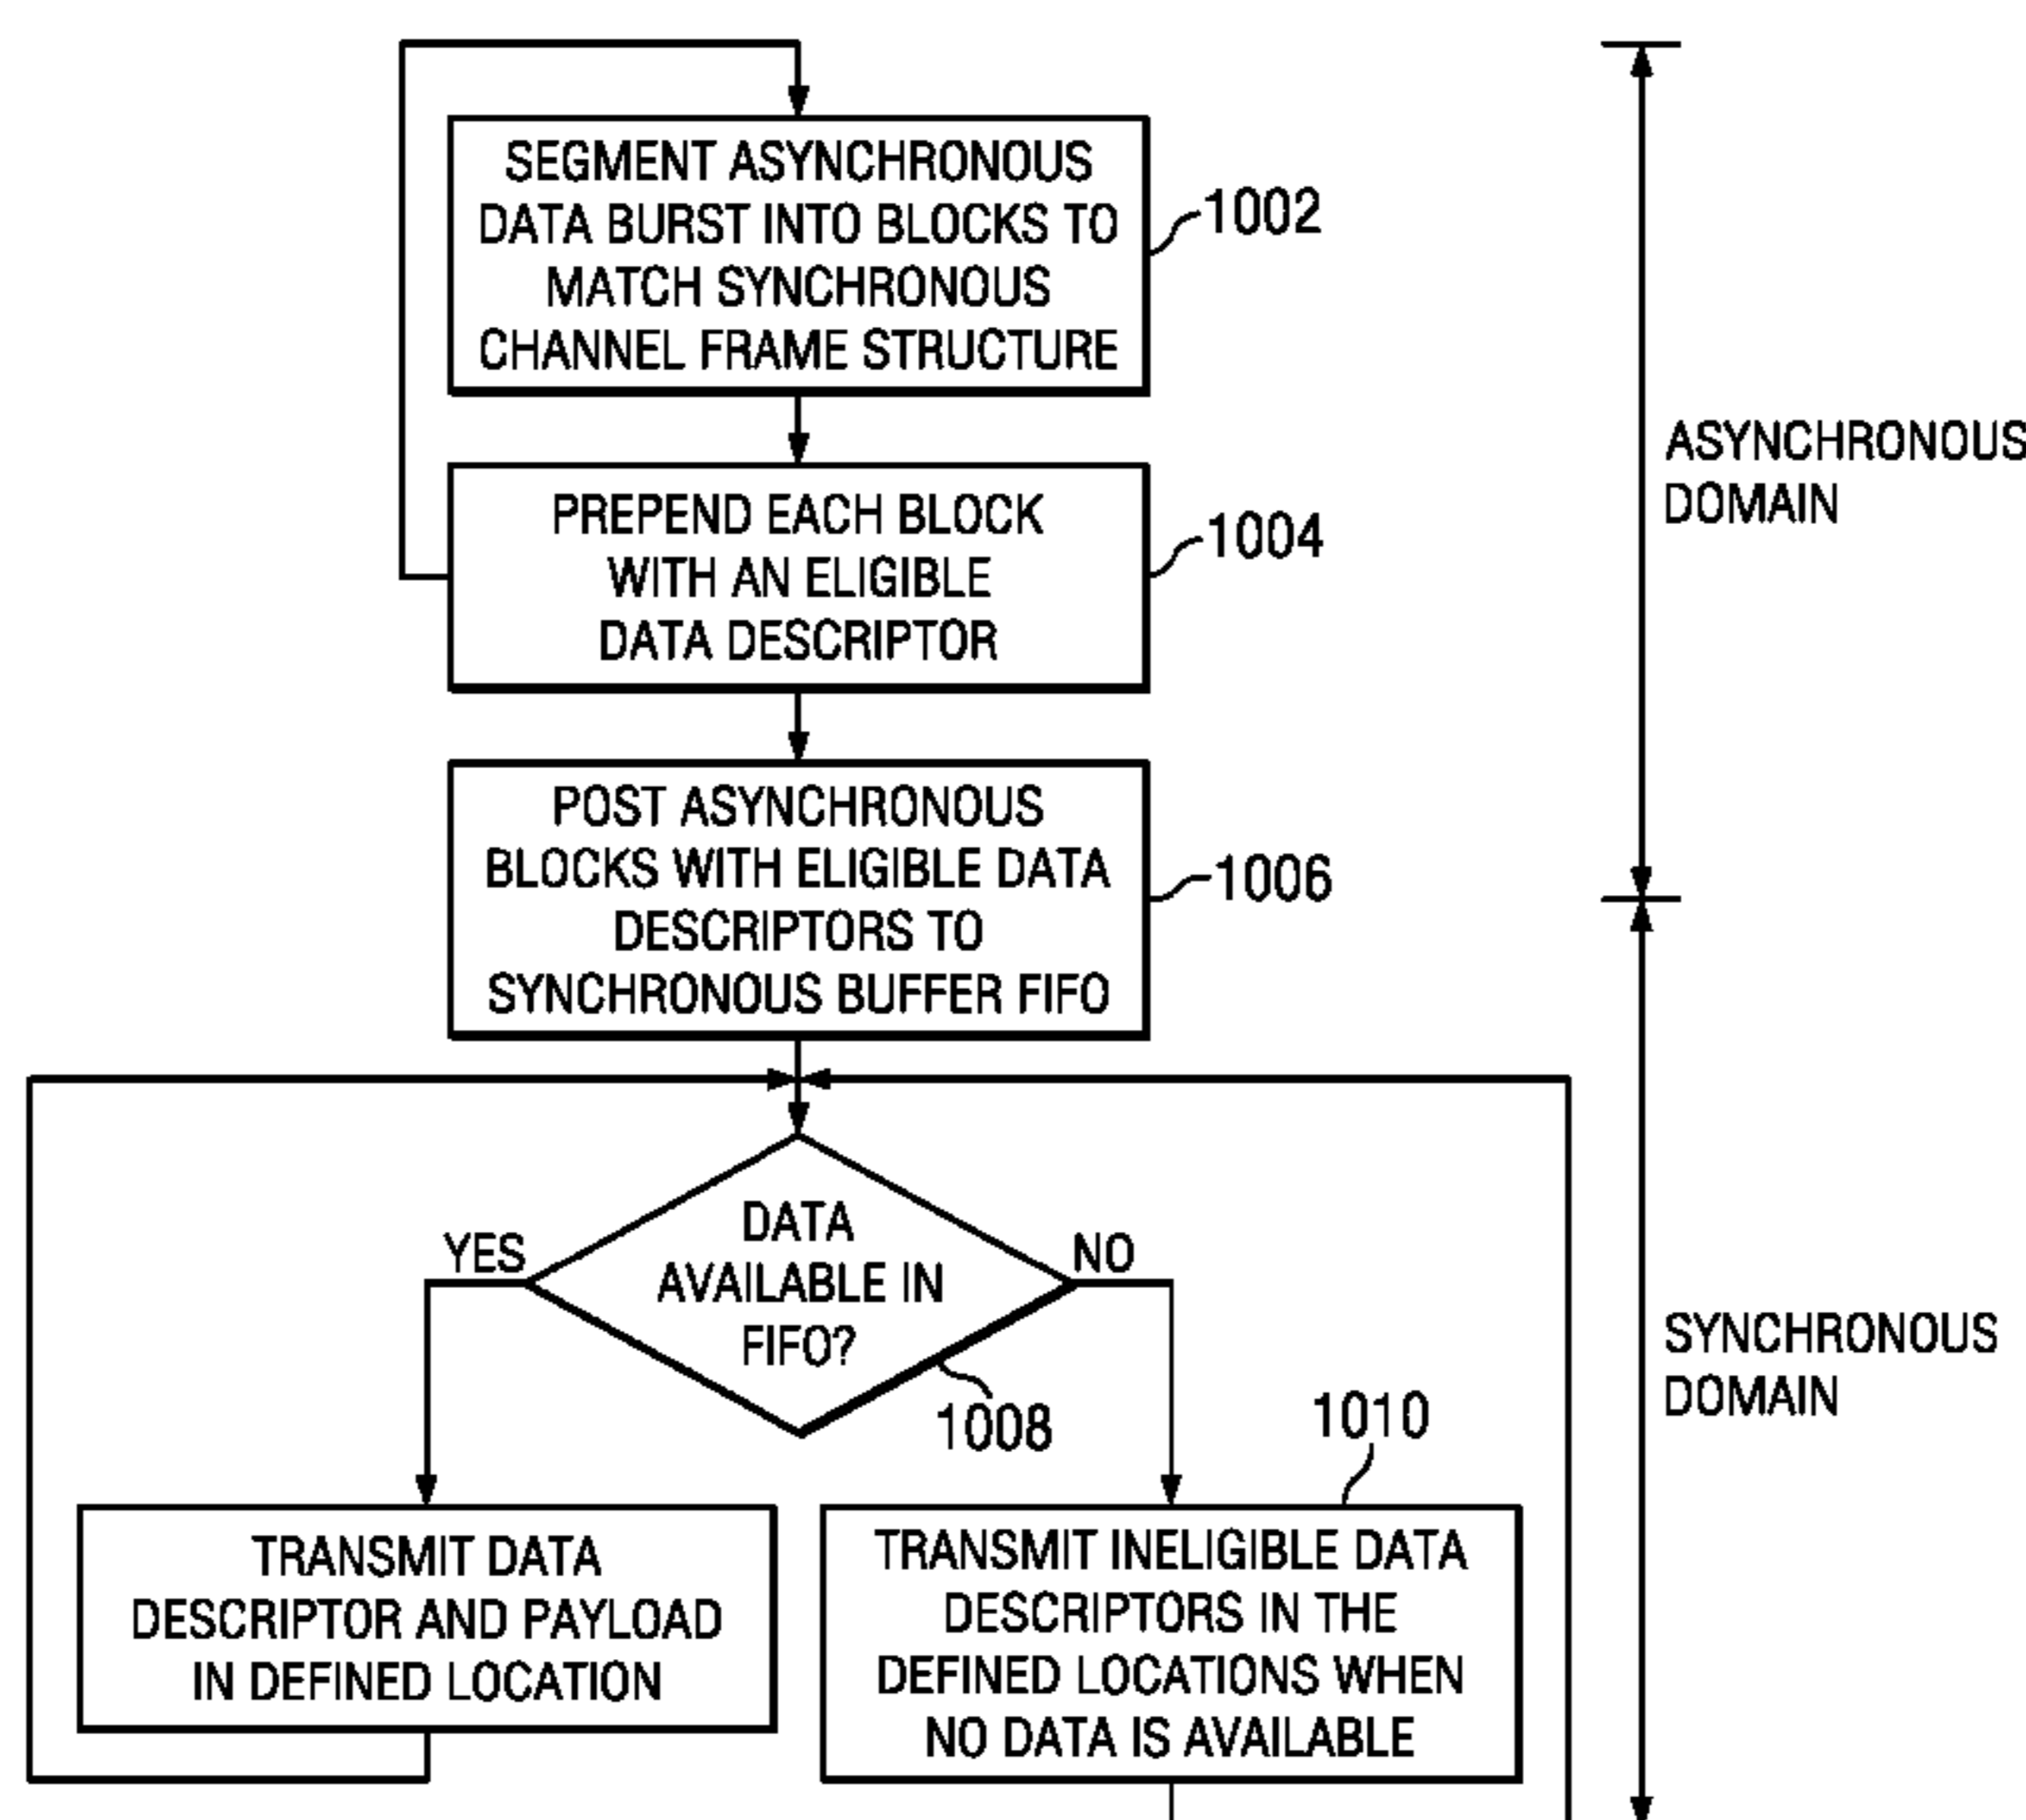 SEGMENT ASYNCHRONOUS
DATA BURST INTO BLOCKS TO
MATCH SYNCHRONOUS
CHANNEL FRAME STRUCTURE
1002
PREPEND EACH BLOCK
WITH AN ELIGIBLE
DATA DESCRIPTOR
1004
ASYNCHRONOUS
DOMAIN
POST ASYNCHRONOUS
BLOCKS WITH ELIGIBLE DATA
DESCRIPTORS TO
SYNCHRONOUS BUFFER FIFO
1006
YES
DATA
AVAILABLE IN
FIFO?
NO
1008
SYNCHRONOUS
DOMAIN
1010
TRANSMIT DATA
DESCRIPTOR AND PAYLOAD
IN DEFINED LOCATION
TRANSMIT INELIGIBLE DATA
DESCRIPTORS IN THE
DEFINED LOCATIONS WHEN
NO DATA IS AVAILABLE